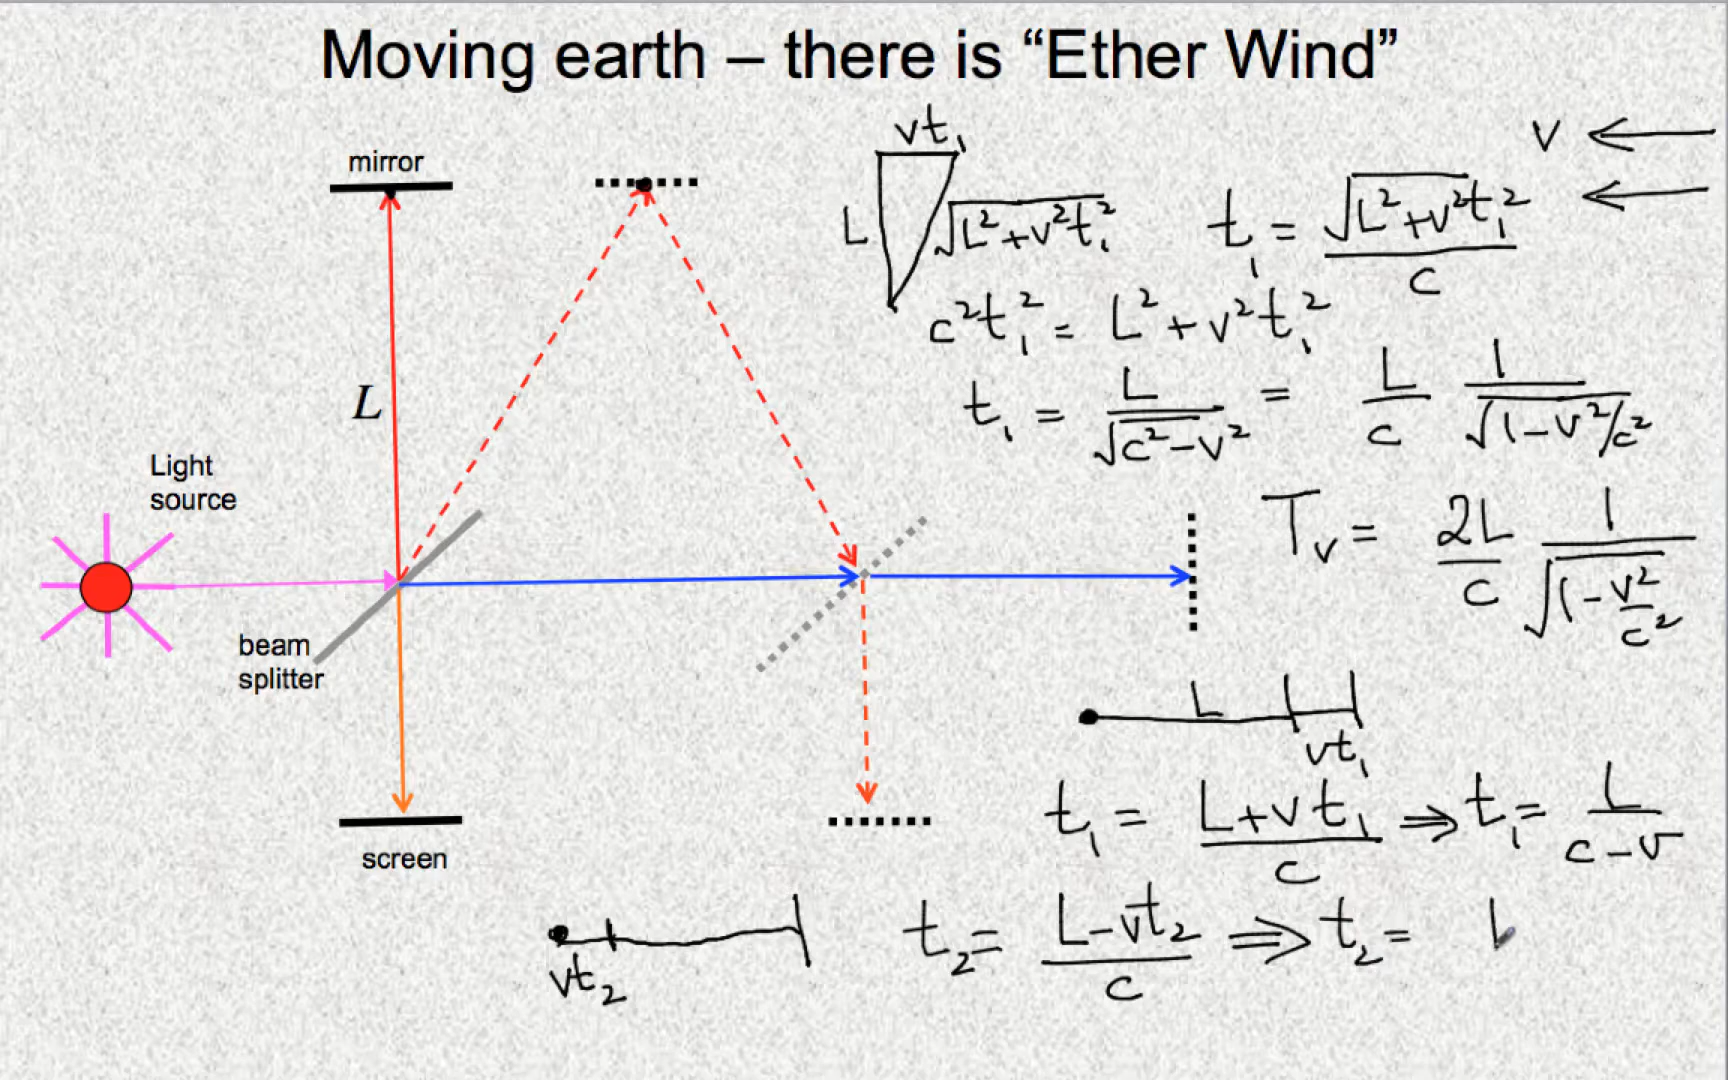 Moving earth – there is “Ether Wind”
mirror
vt₁
v
L
√(L²+v²t₁²)
t₁ = √(L²+v²t₁²) / c
c²t₁² = L² + v²t₁²
L
t₁ = L / √(c²-v²) = L/c 1/√(1-v²/c²)
Light
source
T_v = 2L/c 1/√(1-v²/c²)
beam
splitter
L
vt₁
t₁ = (L+vt₁)/c ⇒ t₁ = L/(c-v)
screen
vt₂
t₂ = (L-vt₂)/c ⇒ t₂ = L